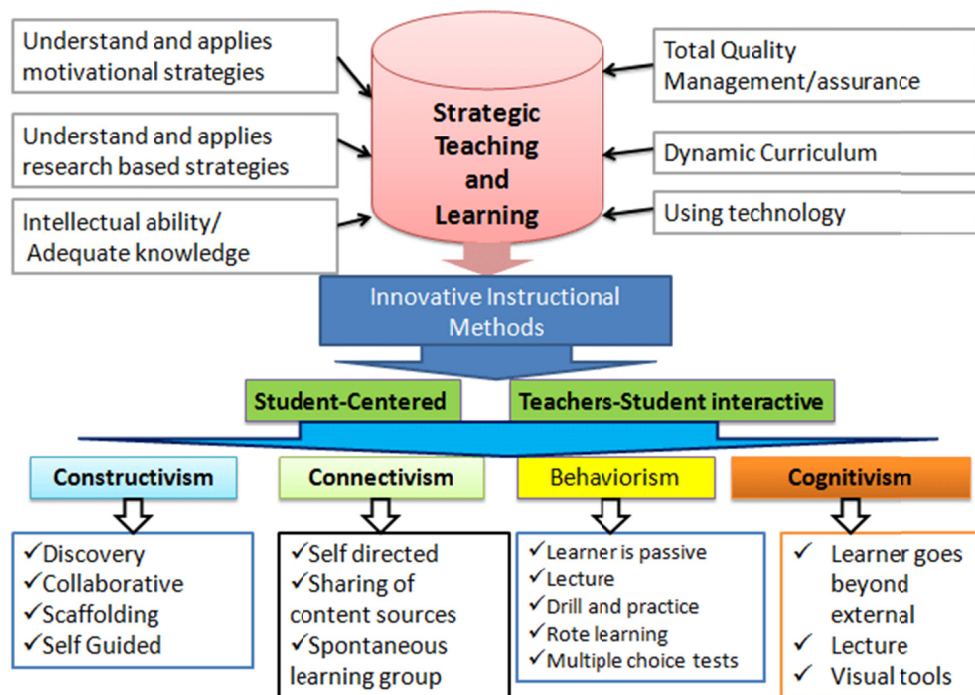 Understand and applies
motivational strategies
Understand and applies
research based strategies
Intellectual ability/
Adequate knowledge
Strategic
Teaching
and
Learning
Total Quality
Management/assurance
Dynamic Curriculum
Using technology
Innovative Instructional
Methods
Student-Centered
Teachers-Student interactive
Constructivism
✓Discovery
✓Collaborative
✓Scaffolding
✓Self Guided
Connectivism
✓Self directed
✓Sharing of
content sources
✓Spontaneous
learning group
Behaviorism
✓Learner is passive
✓Lecture
✓Drill and practice
✓Rote learning
✓Multiple choice tests
Cognitivism
✓ Learner goes
beyond
external
✓ Lecture
✓ Visual tools